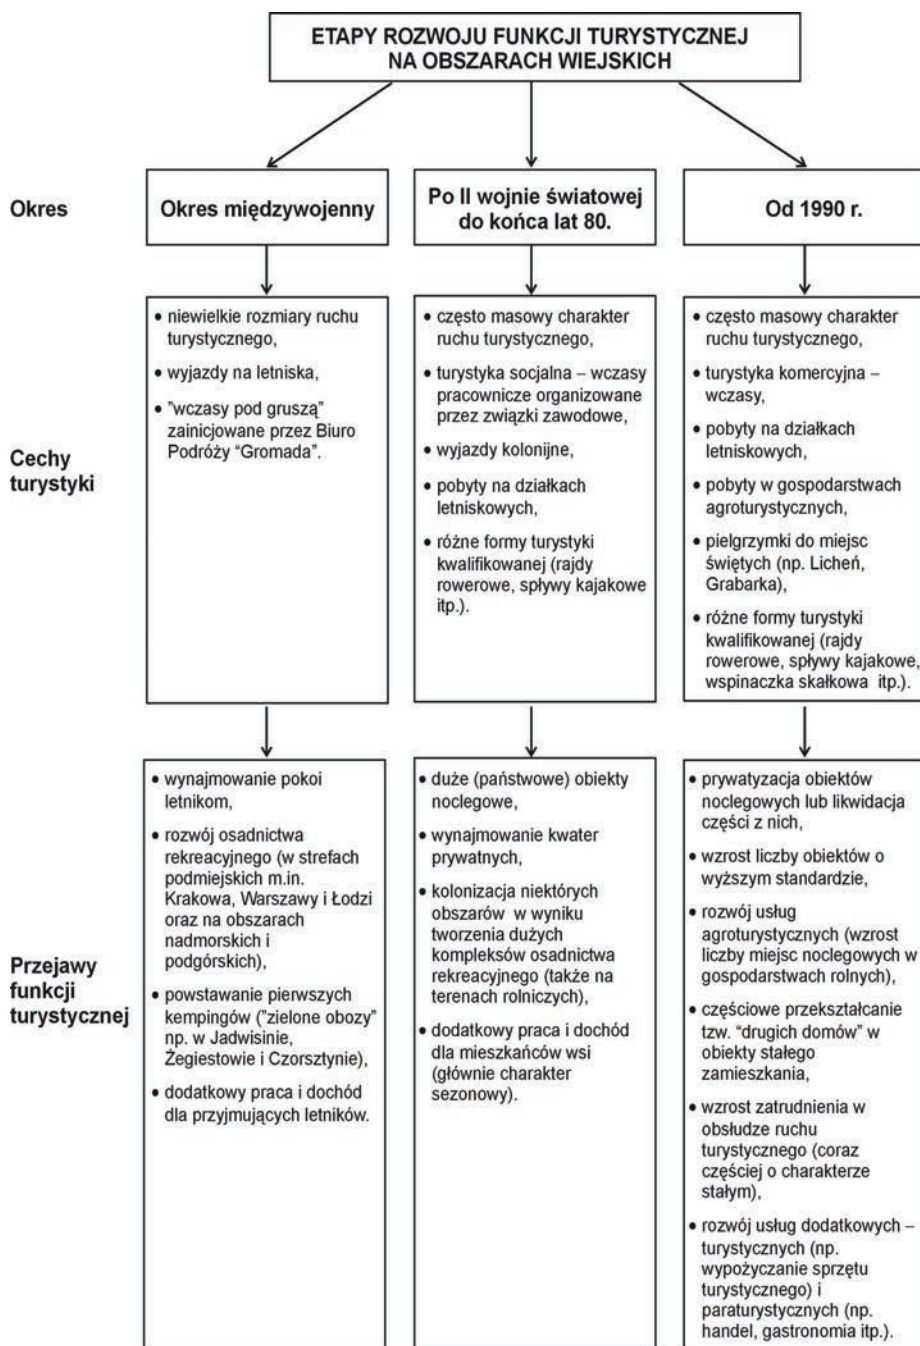 ETAPY ROZWOJU FUNKCJI TURYSTYCZNEJ
NA OBSZARACH WIEJSKICH
Okres
Okres międzywojenny
Po II wojnie światowej
do końca lat 80.
Od 1990 r.
Cechy
turystyki
• niewielkie rozmiary ruchu
turystycznego,
• wyjazdy na letniska,
• "wczasy pod gruszą"
zainicjowane przez Biuro
Podróży “Gromada”.
• często masowy charakter
ruchu turystycznego,
• turystyka socjalna – wczasy
pracownicze organizowane
przez związki zawodowe,
• wyjazdy kolonijne,
• pobyty na działkach
letniskowych,
• różne formy turystyki
kwalifikowanej (rajdy
rowerowe, spływy kajakowe
itp.).
• często masowy charakter
ruchu turystycznego,
• turystyka komercyjna –
wczasy,
• pobyty na działkach
letniskowych,
• pobyty w gospodarstwach
agroturystycznych,
• pielgrzymki do miejsc
świętych (np. Licheń,
Grabarka),
• różne formy turystyki
kwalifikowanej (rajdy
rowerowe, spływy kajakowe,
wspinaczka skałkowa itp.).
Przejawy
funkcji
turystycznej
• wynajmowanie pokoi
letnikom,
• rozwój osadnictwa
rekreacyjnego (w strefach
podmiejskich m.in.
Krakowa, Warszawy i Łodzi
oraz na obszarach
nadmorskich i
podgórskich),
• powstawanie pierwszych
kempingów ("zielone obozy"
np. w Jadwisinie,
Żegiestowie i Czorsztynie),
• dodatkowy praca i dochód
dla przyjmujących letników.
• duże (państwowe) obiekty
noclegowe,
• wynajmowanie kwater
prywatnych,
• kolonizacja niektórych
obszarów w wyniku
tworzenia dużych
kompleksów osadnictwa
rekreacyjnego (także na
terenach rolniczych),
• dodatkowy praca i dochód
dla mieszkańców wsi
(głównie charakter
sezonowy).
• prywatyzacja obiektów
noclegowych lub likwidacja
części z nich,
• wzrost liczby obiektów o
wyższym standardzie,
• rozwój usług
agroturystycznych (wzrost
liczby miejsc noclegowych w
gospodarstwach rolnych),
• częściowe przekształcanie
tzw. “drugich domów” w
obiekty stałego
zamieszkania,
• wzrost zatrudnienia w
obsłudze ruchu
turystycznego (coraz
częściej o charakterze
stałym),
• rozwój usług dodatkowych –
turystycznych (np.
wypożyczanie sprzętu
turystycznego) i
paraturystycznych (np.
handel, gastronomia itp.).